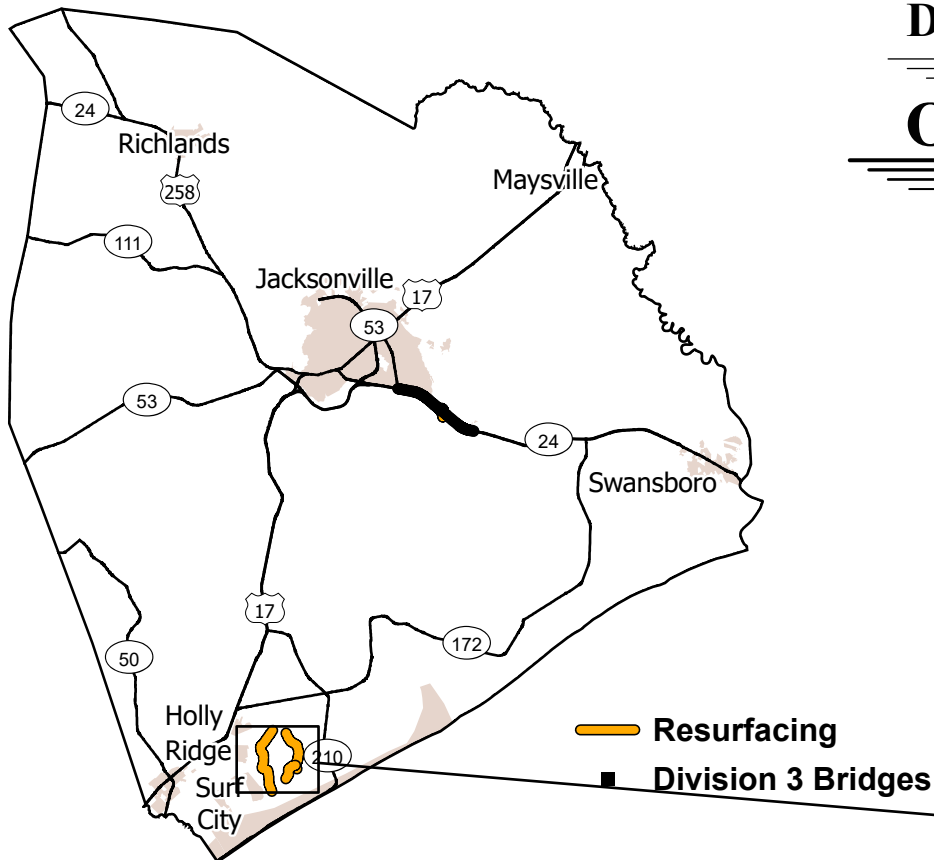 D
C
24
Richlands
258
Maysville
111
Jacksonville
17
53
53
24
Swansboro
17
172
50
Holly
Ridge
210
Surf
City
Resurfacing
Division 3 Bridges